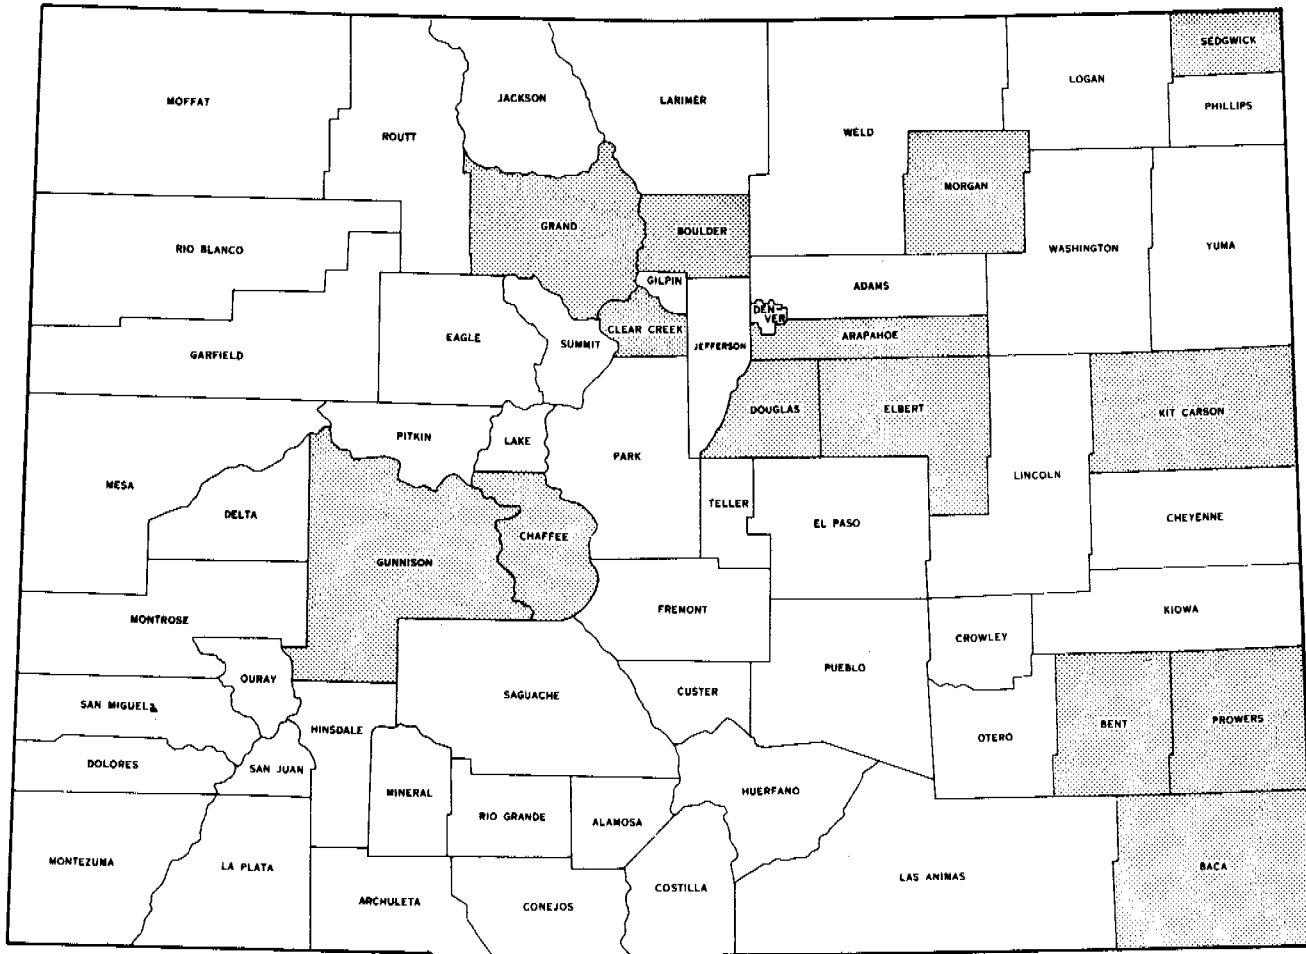 SEDGWICK
LOGAN
MOFFAT
JACKSON
LARIMER
PHILLIPS
ROUTT
WELD
MORGAN
GRAND
BOULDER
RIO BLANCO
WASHINGTON
YUMA
GILPIN
ADAMS
DEN-
VER
CLEAR CREEK
ARAPAHOE
EAGLE
SUMMIT
JEFFERSON
GARFIELD
DOUGLAS
ELBERT
KIT CARSON
PITKIN
LAKE
PARK
LINCOLN
MESA
TELLER
DELTA
EL PASO
CHEYENNE
CHAFFEE
GUNNISON
FREMONT
KIOWA
MONTROSE
CROWLEY
PUEBLO
OURAY
SAGUACHE
CUSTER
SAN MIGUEL
BENT
PROWERS
HINSDALE
OTERO
DOLORES
SAN JUAN
MINERAL
HUERFANO
RIO GRANDE
ALAMOSA
MONTEZUMA
LA PLATA
BACA
LAS ANIMAS
COSTILLA
ARCHULETA
CONEJOS